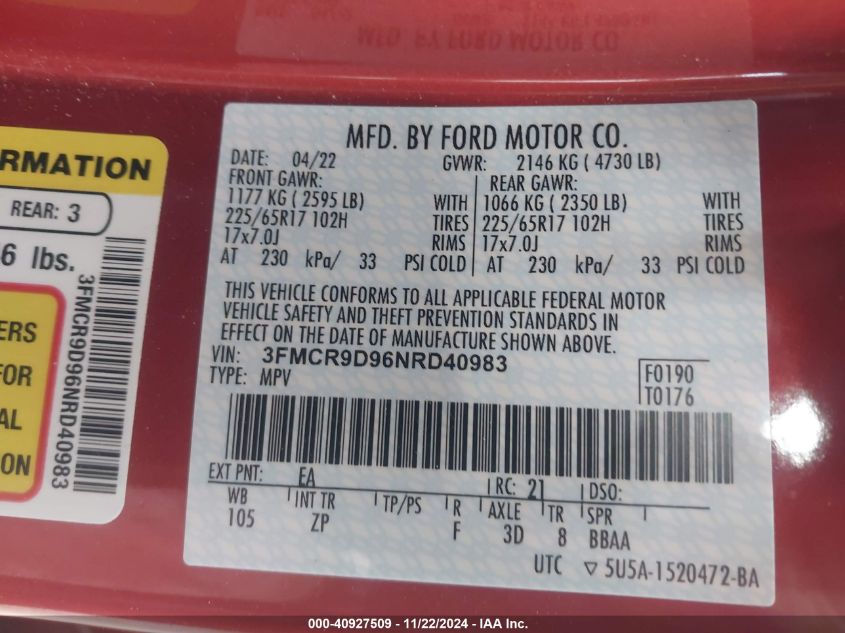 MFD. BY FORD MOTOR CO.
RMATION
REAR: 3
6 lbs.
3FMCR9D96NRD40983
ERS
FOR
AL
ON
MFD. BY FORD MOTOR CO.
DATE: 04/22 GVWR: 2146 KG ( 4730 LB)
FRONT GAWR: REAR GAWR:
1177 KG ( 2595 LB) WITH 1066 KG ( 2350 LB) WITH
225/65R17 102H TIRES 225/65R17 102H TIRES
17x7.0J RIMS 17x7.0J RIMS
AT 230 kPa/ 33 PSI COLD AT 230 kPa/ 33 PSI COLD
THIS VEHICLE CONFORMS TO ALL APPLICABLE FEDERAL MOTOR
VEHICLE SAFETY AND THEFT PREVENTION STANDARDS IN
EFFECT ON THE DATE OF MANUFACTURE SHOWN ABOVE.
VIN: 3FMCR9D96NRD40983
TYPE: MPV
F0190
T0176
EXT PNT: EA RC: 21 DSO:
WB INT TR TP/PS R AXLE TR SPR
105 ZP F 3D 8 BBAA
UTC ▽ 5U5A-1520472-BA
000-40927509 - 11/22/2024 - IAA Inc.